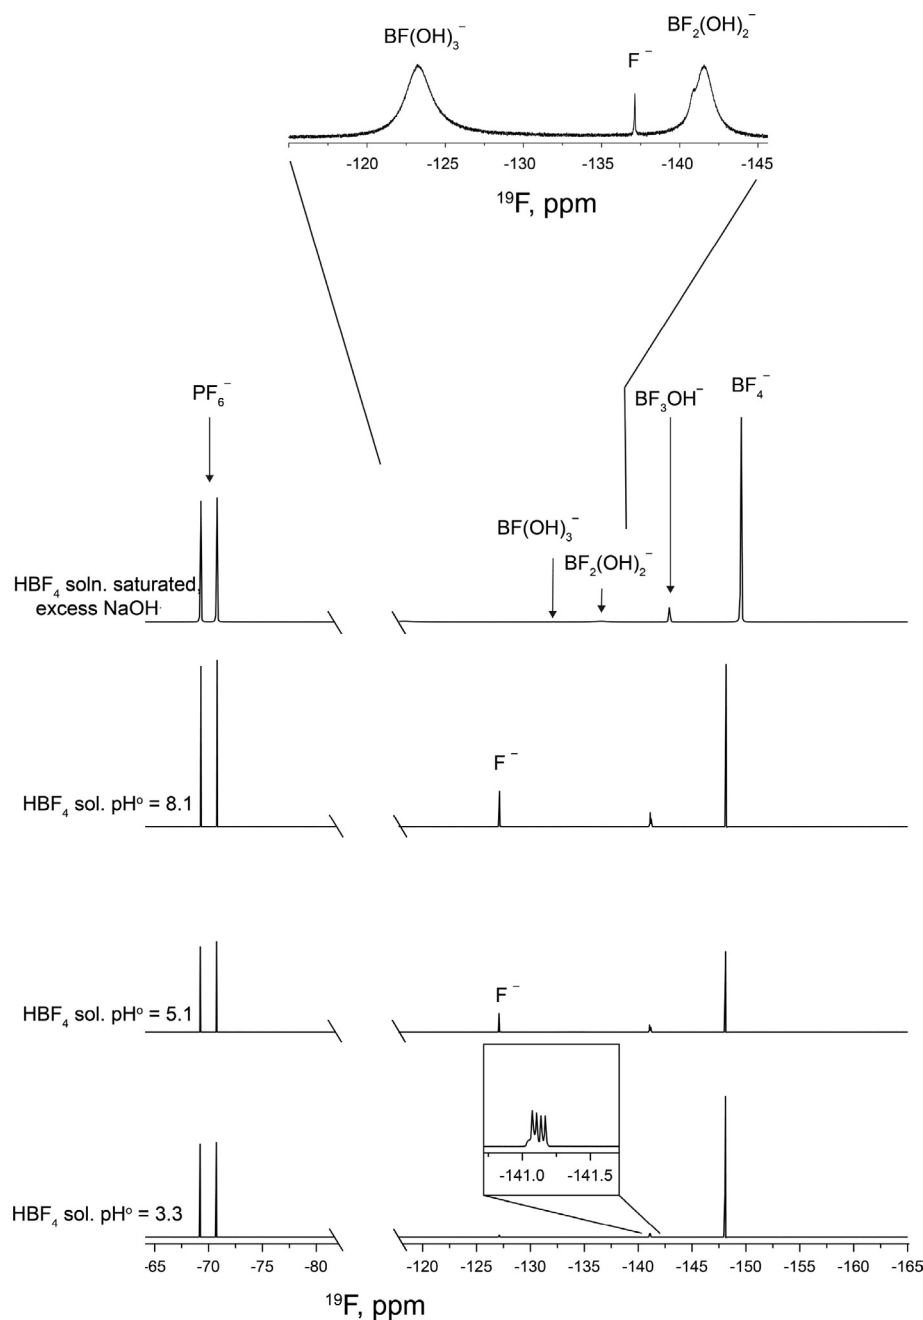 BF(OH)₃⁻
F⁻
BF₂(OH)₂⁻
-120 -125 -130 -135 -140 -145
¹⁹F, ppm
PF₆⁻
BF(OH)₃⁻
BF₂(OH)₂⁻
BF₃OH⁻
BF₄⁻
HBF₄ soln. saturated,
excess NaOH
F⁻
HBF₄ sol. pHᵒ = 8.1
F⁻
HBF₄ sol. pHᵒ = 5.1
-141.0 -141.5
HBF₄ sol. pHᵒ = 3.3
-65 -70 -75 -80 -120 -125 -130 -135 -140 -145 -150 -155 -160 -165
¹⁹F, ppm